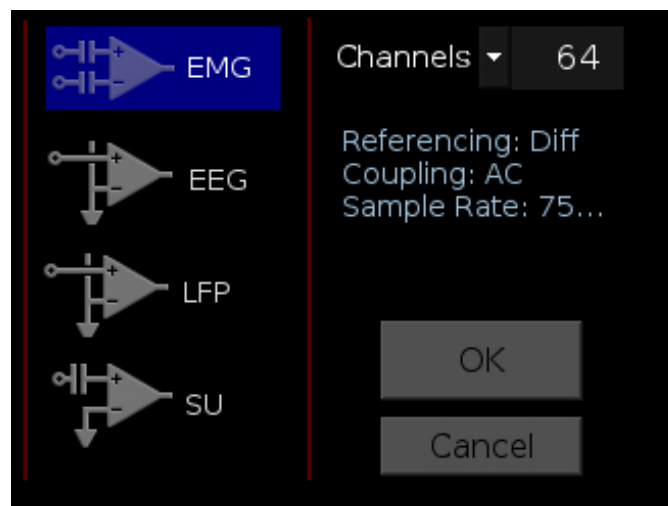 EMG
EEG
LFP
SU
Channels 64
Referencing: Diff
Coupling: AC
Sample Rate: 75...
OK
Cancel